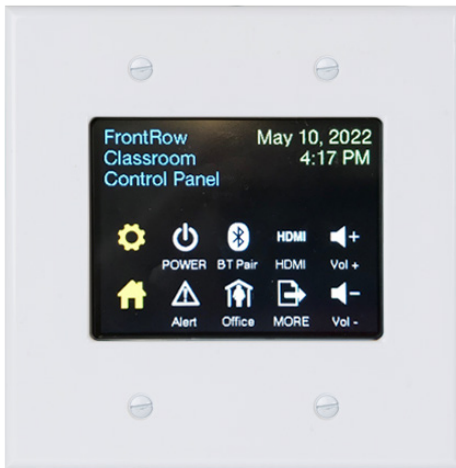 FrontRow
Classroom
Control Panel
May 10, 2022
4:17 PM
HDMI
+
POWER BT Pair HDMI Vol +
-
Alert Office MORE Vol -